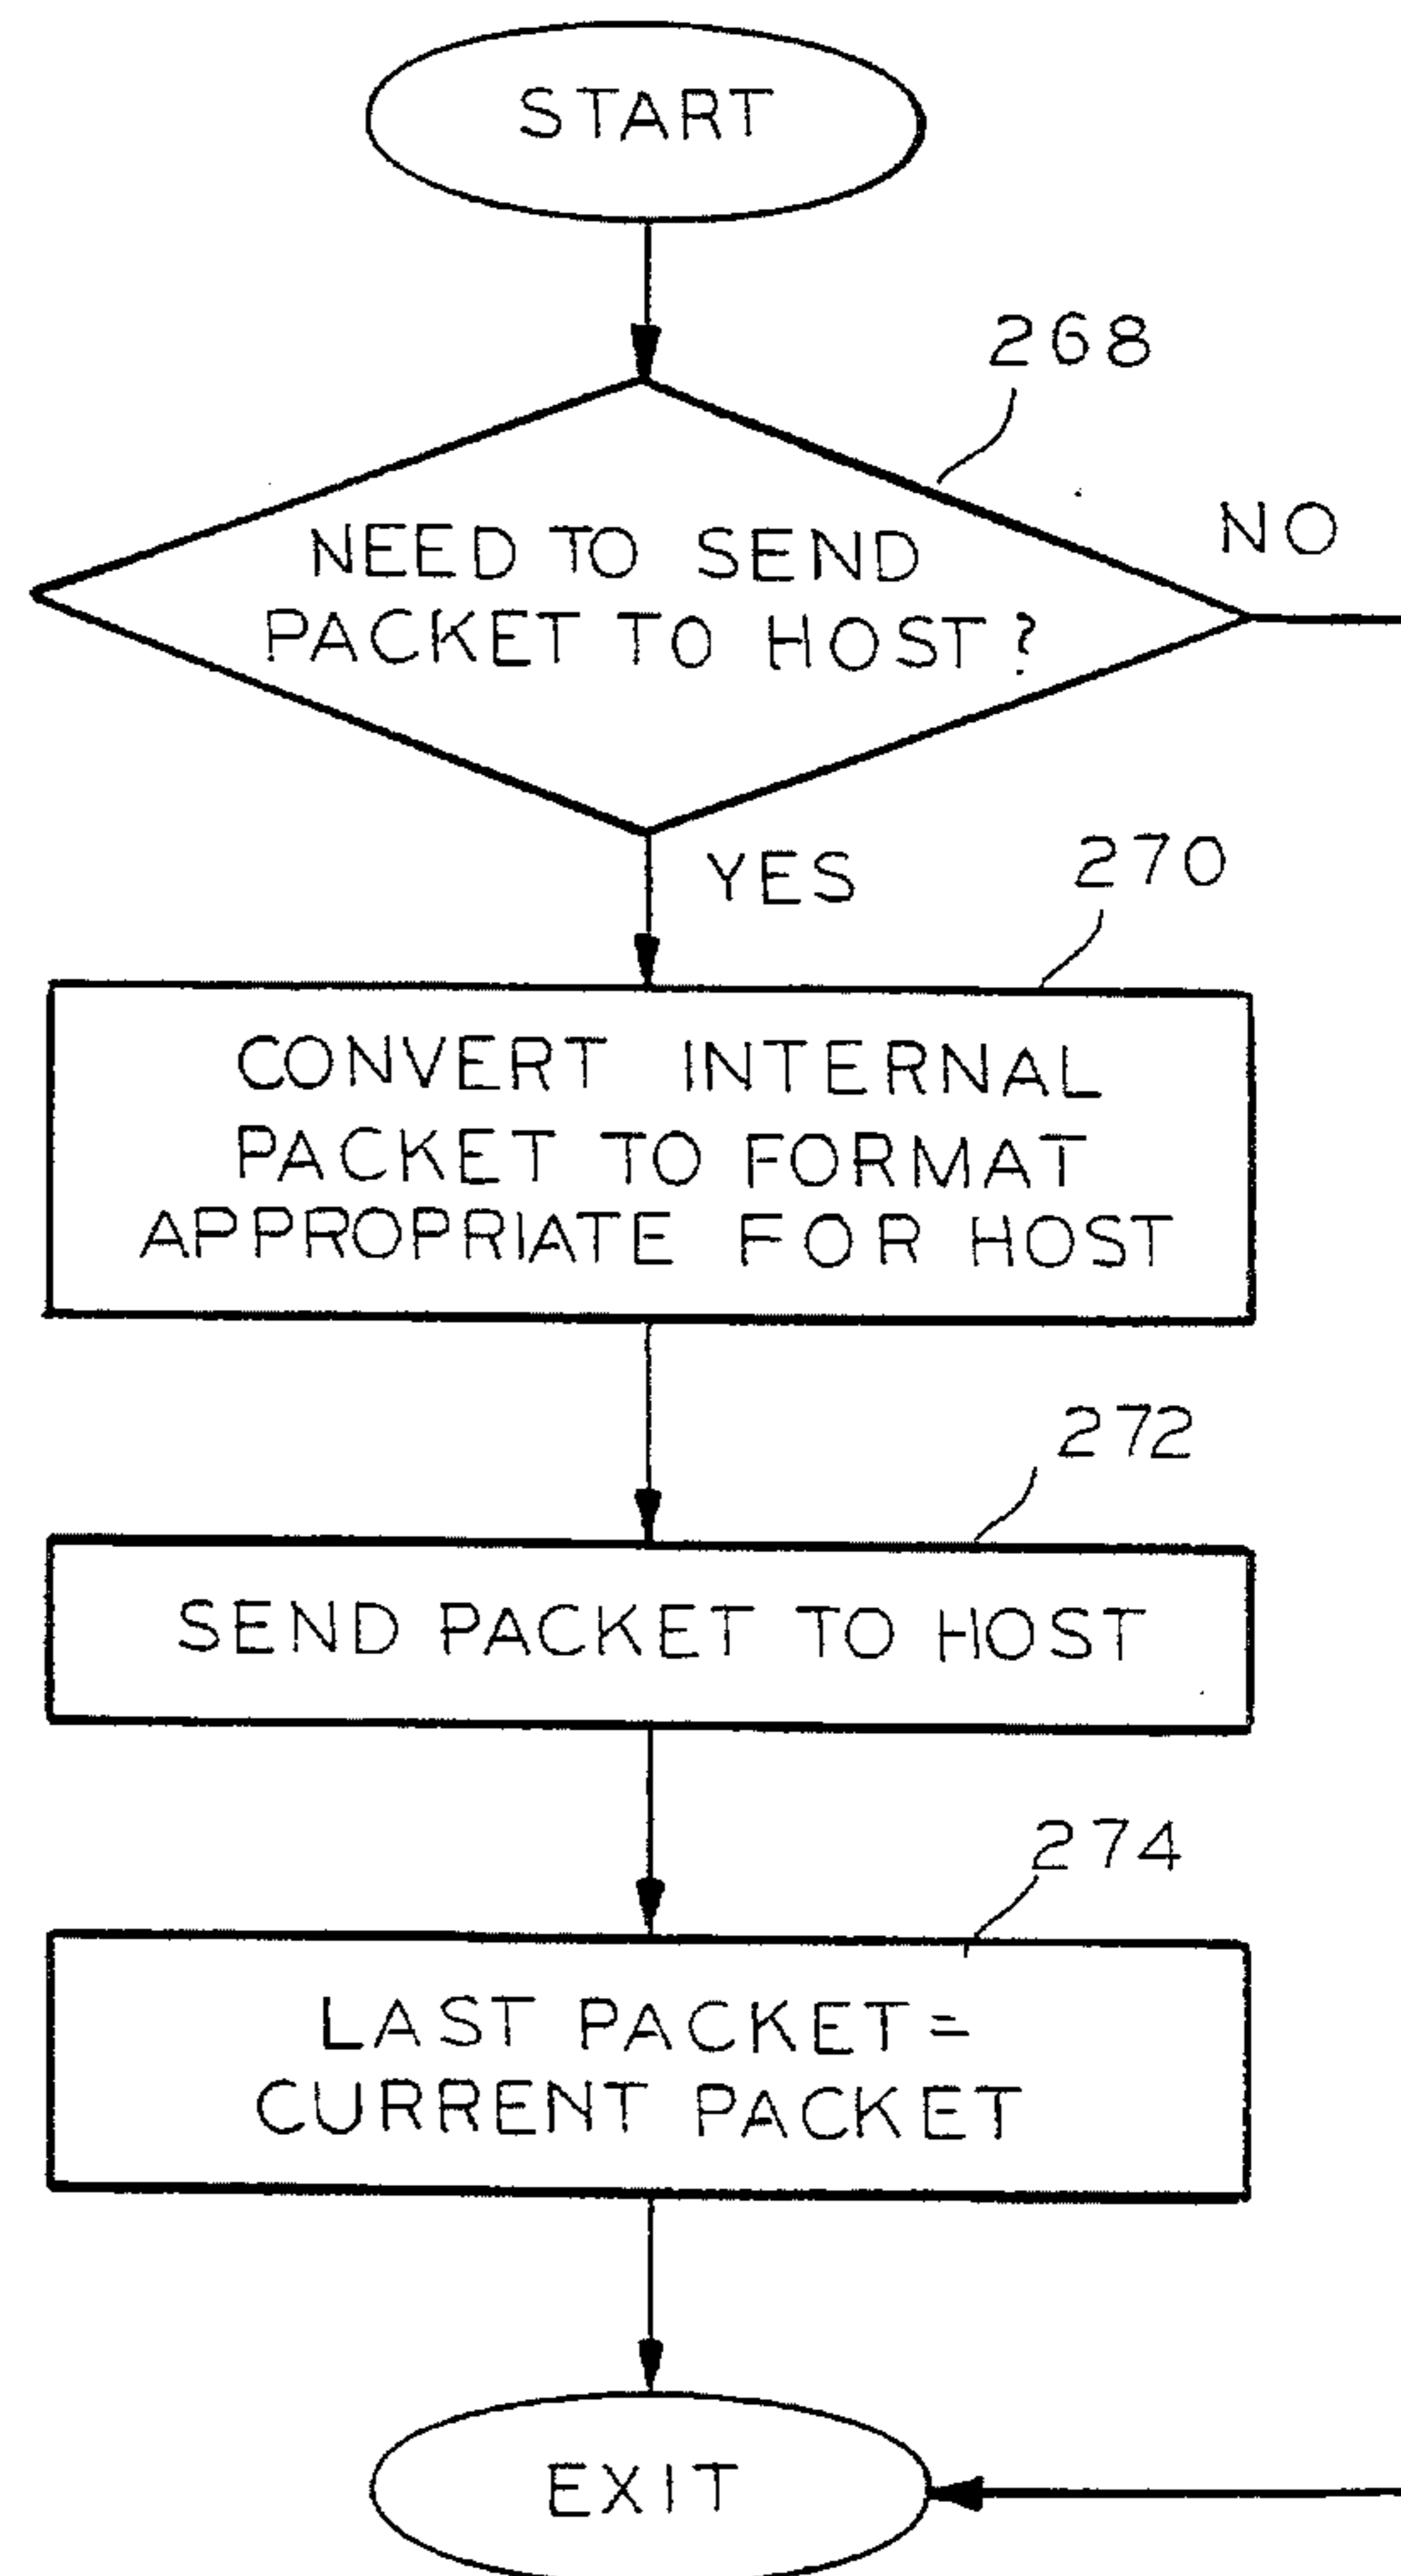 START
268
NEED TO SEND
PACKET TO HOST?
NO
YES
270
CONVERT INTERNAL
PACKET TO FORMAT
APPROPRIATE FOR HOST
272
SEND PACKET TO HOST
274
LAST PACKET =
CURRENT PACKET
EXIT